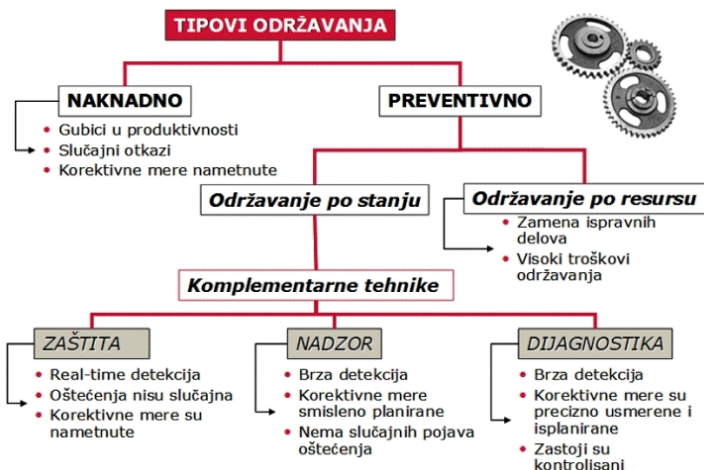 TIPOVI ODRŽAVANJA
NAKNADNO
• Gubici u produktivnosti
• Slučajni otkazi
• Korektivne mere nametnute
PREVENTIVNO
Održavanje po stanju
Održavanje po resursu
• Zamena ispravnih
delova
• Visoki troškovi
održavanja
Komplementarne tehnike
ZAŠTITA
• Real-time detekcija
• Oštećenja nisu slučajna
• Korektivne mere su
nametnute
NADZOR
• Brza detekcija
• Korektivne mere
smisleno planirane
• Nema slučajnih pojava
oštećenja
DIJAGNOSTIKA
• Brza detekcija
• Korektivne mere su
precizno usmerene i
isplanirane
• Zastoji su
kontrolisani